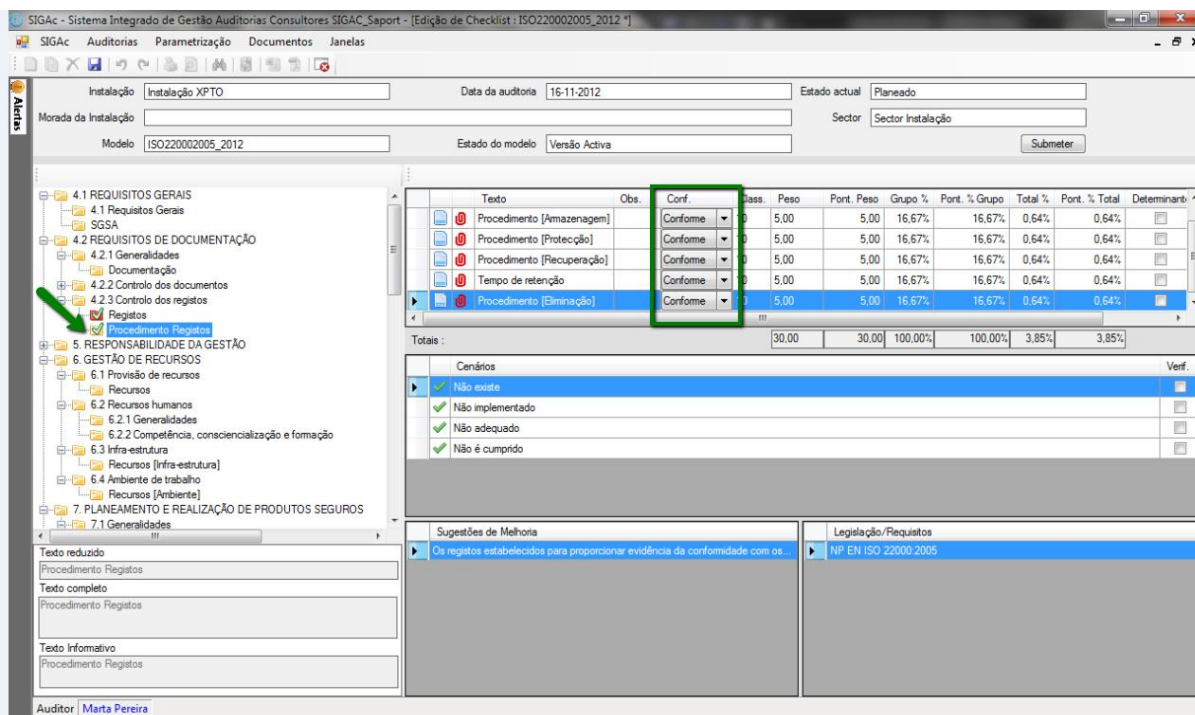 SIGAc - Sistema Integrado de Gestão Auditorias Consultores SIGAC_Saport - [Edição de Checklist : ISO220002005_2012 *]
SIGAc Auditorias Parametrização Documentos Janelas
Alertas
Instalação Instalação XPTO Data da auditoria 16-11-2012 Estado actual Planeado
Morada da Instalação Sector Sector Instalação
Modelo ISO220002005_2012 Estado do modelo Versão Activa Submeter
4.1 REQUISITOS GERAIS
4.1 Requisitos Gerais
SGSA
4.2 REQUISITOS DE DOCUMENTAÇÃO
4.2.1 Generalidades
Documentação
4.2.2 Controlo dos documentos
4.2.3 Controlo dos registos
Registos
Procedimento Registos
5. RESPONSABILIDADE DA GESTÃO
6. GESTÃO DE RECURSOS
6.1 Provisão de recursos
Recursos
6.2 Recursos humanos
6.2.1 Generalidades
6.2.2 Competência, consciencialização e formação
6.3 Infra-estrutura
Recursos [Infra-estrutura]
6.4 Ambiente de trabalho
Recursos [Ambiente]
7. PLANEAMENTO E REALIZAÇÃO DE PRODUTOS SEGUROS
7.1 Generalidades
Texto reduzido
Procedimento Registos
Texto completo
Procedimento Registos
Texto Informativo
Procedimento Registos
Texto Obs. Conf. Class. Peso Pont. Peso Grupo % Pont. % Grupo Total % Pont. % Total Determinant
Procedimento [Armazenagem] Conforme 5,00 5,00 16,67% 16,67% 0,64% 0,64%
Procedimento [Protecção] Conforme 5,00 5,00 16,67% 16,67% 0,64% 0,64%
Procedimento [Recuperação] Conforme 5,00 5,00 16,67% 16,67% 0,64% 0,64%
Tempo de retenção Conforme 5,00 5,00 16,67% 16,67% 0,64% 0,64%
Procedimento [Eliminação] Conforme 5,00 5,00 16,67% 16,67% 0,64% 0,64%
Totais : 30,00 30,00 100,00% 100,00% 3,85% 3,85%
Cenários Verif.
Não existe
Não implementado
Não adequado
Não é cumprido
Sugestões de Melhoria
Os registos estabelecidos para proporcionar evidência da conformidade com os...
Legislação/Requisitos
NP EN ISO 22000:2005
Auditor Marta Pereira